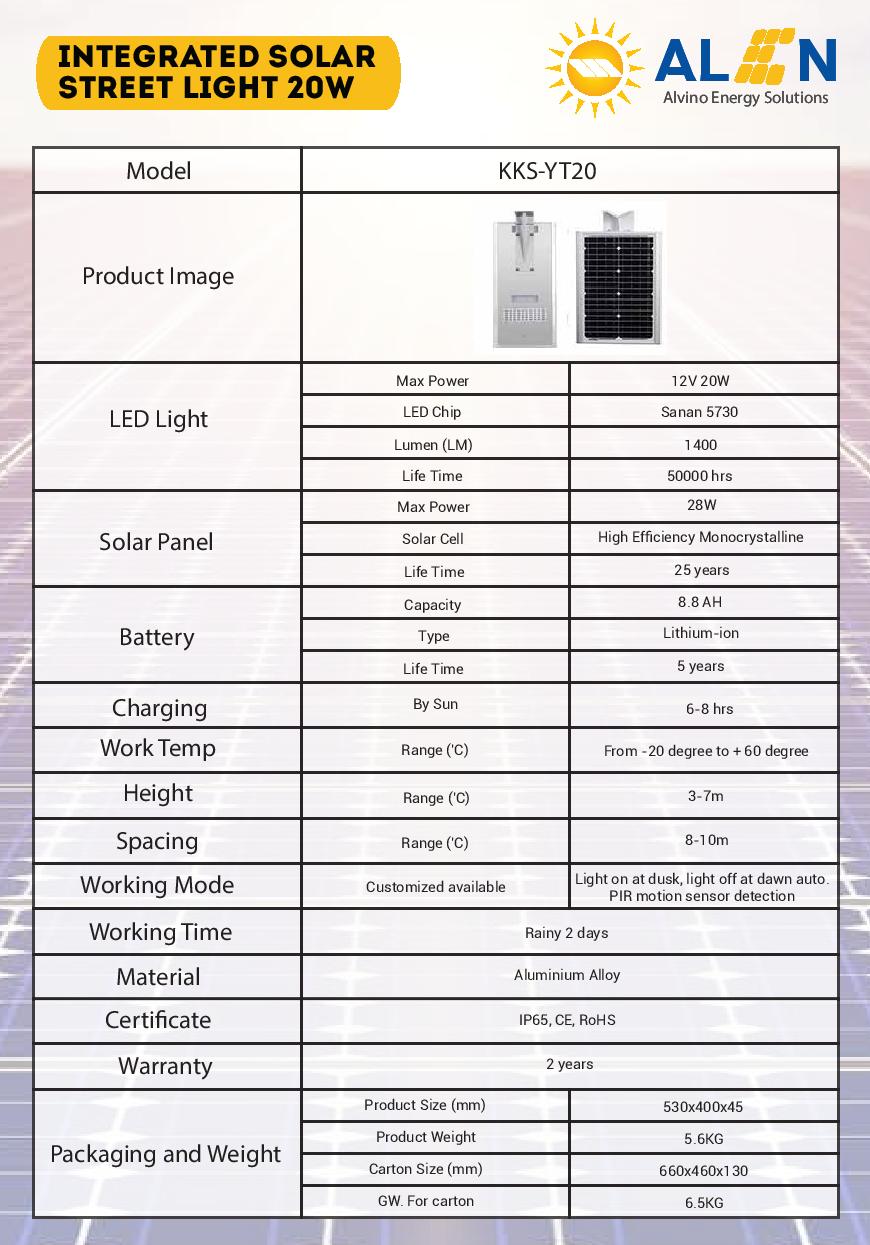 INTEGRATED SOLAR
STREET LIGHT 20W
ALEN
Alvino Energy Solutions
Model
KKS-YT20
Product Image
LED Light
Max Power
12V 20W
LED Chip
Sanan 5730
Lumen (LM)
1400
Life Time
50000 hrs
Solar Panel
Max Power
28W
Solar Cell
High Efficiency Monocrystalline
Life Time
25 years
Battery
Capacity
8.8 AH
Type
Lithium-ion
Life Time
5 years
Charging
By Sun
6-8 hrs
Work Temp
Range ('C)
From -20 degree to + 60 degree
Height
Range ('C)
3-7m
Spacing
Range ('C)
8-10m
Working Mode
Customized available
Light on at dusk, light off at dawn auto.
PIR motion sensor detection
Working Time
Rainy 2 days
Material
Aluminium Alloy
Certificate
IP65, CE, RoHS
Warranty
2 years
Packaging and Weight
Product Size (mm)
530x400x45
Product Weight
5.6KG
Carton Size (mm)
660x460x130
GW. For carton
6.5KG